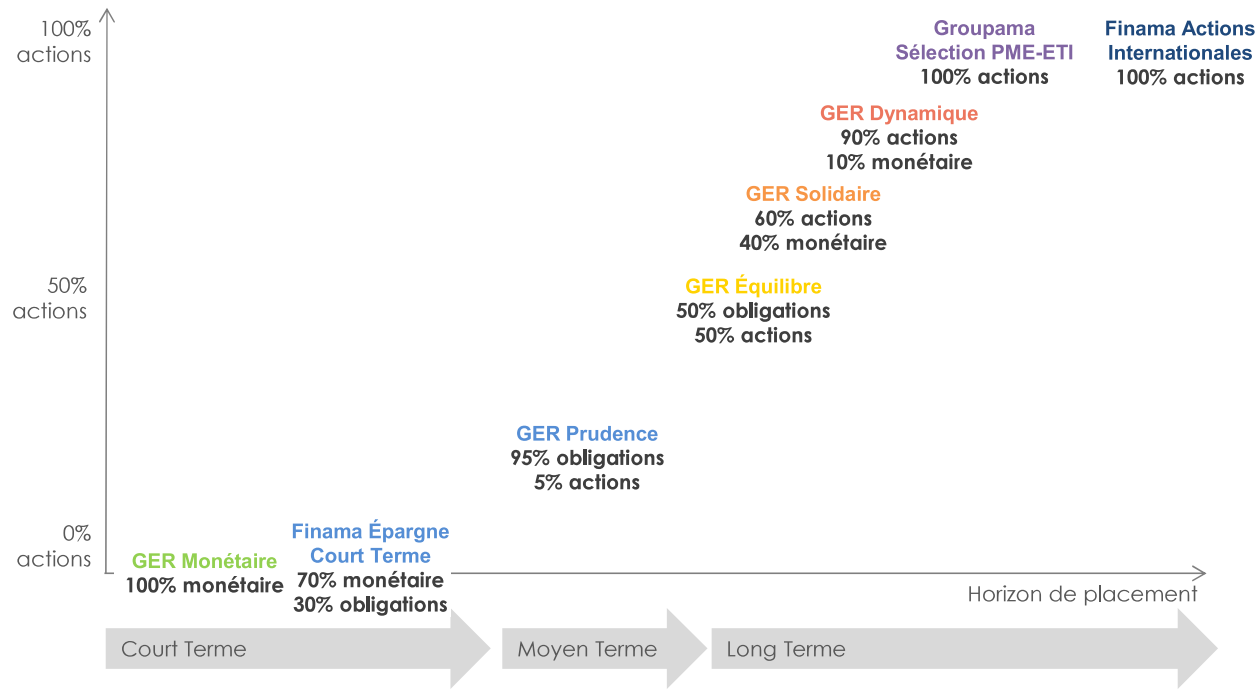 100%
actions
Groupama
Sélection PME-ETI
100% actions
Finama Actions
Internationales
100% actions
GER Dynamique
90% actions
10% monétaire
GER Solidaire
60% actions
40% monétaire
50%
actions
GER Équilibre
50% obligations
50% actions
GER Prudence
95% obligations
5% actions
0%
actions
GER Monétaire
100% monétaire
Finama Épargne
Court Terme
70% monétaire
30% obligations
Horizon de placement
Court Terme
Moyen Terme
Long Terme